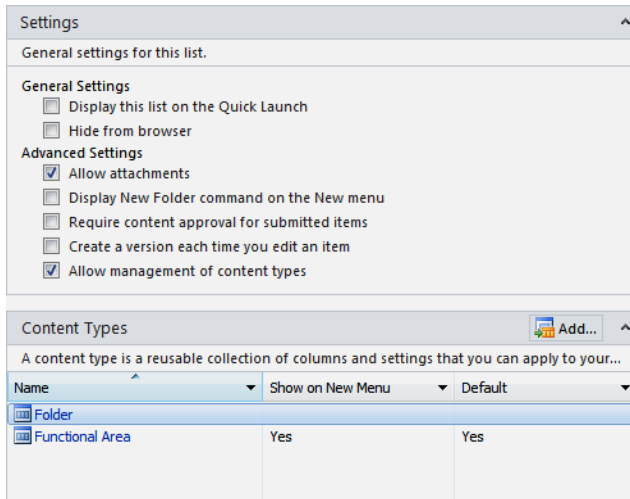 Settings
General settings for this list.
General Settings
Display this list on the Quick Launch
Hide from browser
Advanced Settings
Allow attachments
Display New Folder command on the New menu
Require content approval for submitted items
Create a version each time you edit an item
Allow management of content types
Content Types Add...
A content type is a reusable collection of columns and settings that you can apply to your...
Name Show on New Menu Default
Folder
Functional Area Yes Yes